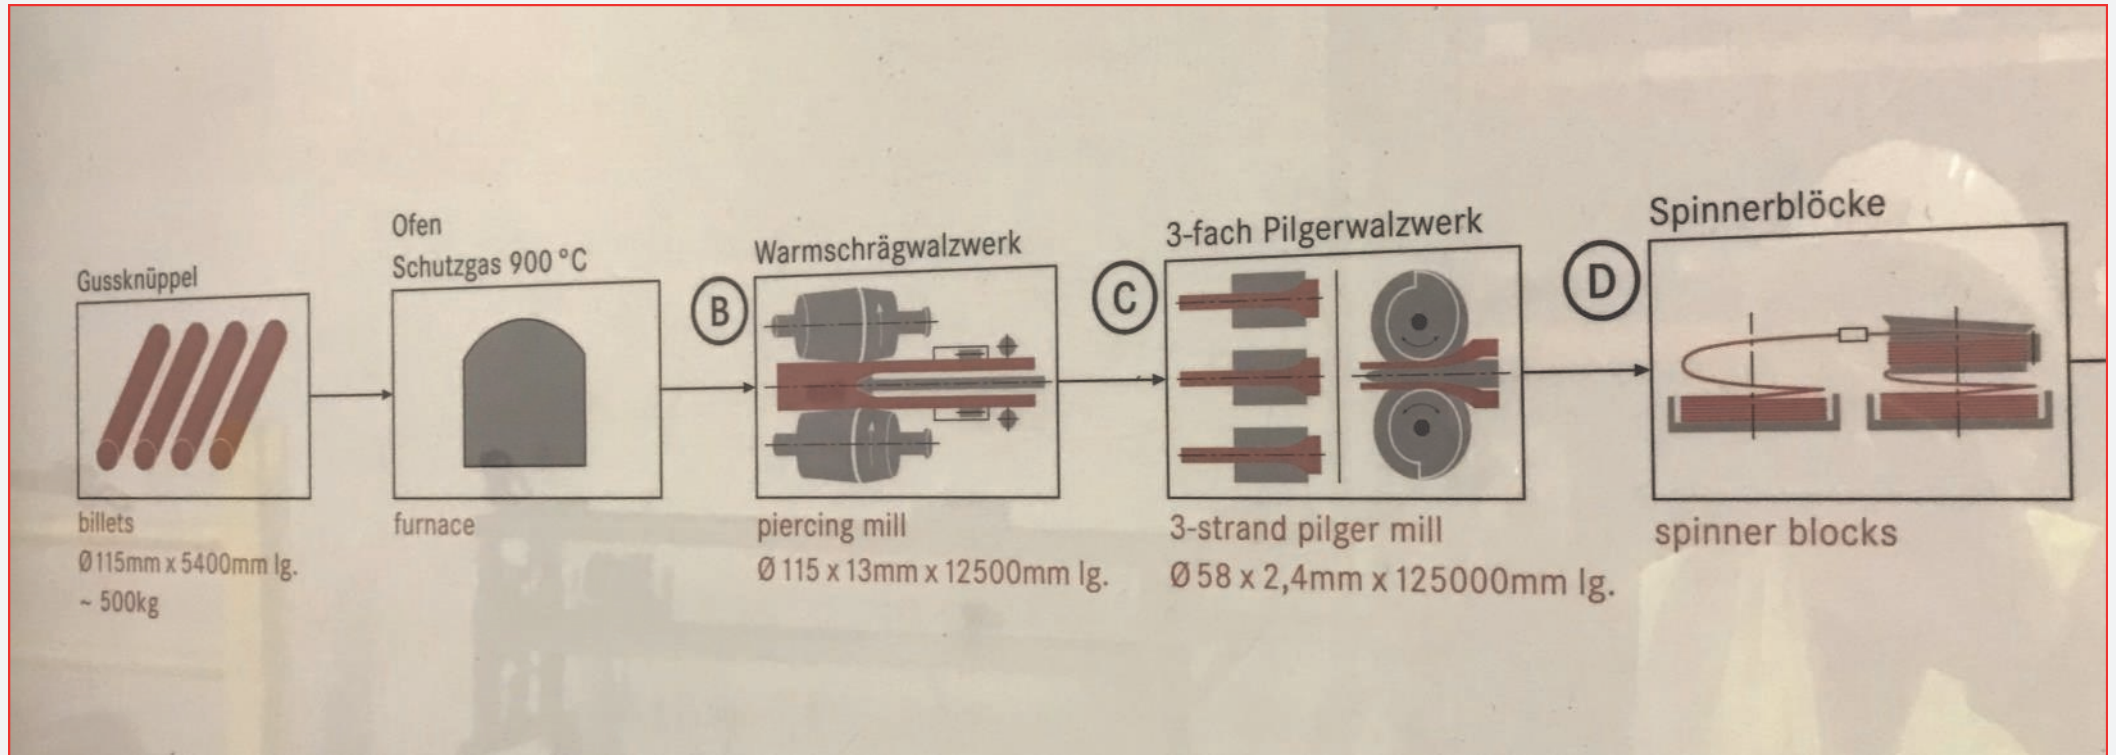 Gussknüppel
billets
Ø115mm x 5400mm lg.
~ 500kg
Ofen
Schutzgas 900 °C
furnace
B
Warmschrägwalzwerk
piercing mill
Ø 115 x 13mm x 12500mm lg.
C
3-fach Pilgerwalzwerk
3-strand pilger mill
Ø 58 x 2,4mm x 125000mm lg.
D
Spinnerblöcke
spinner blocks